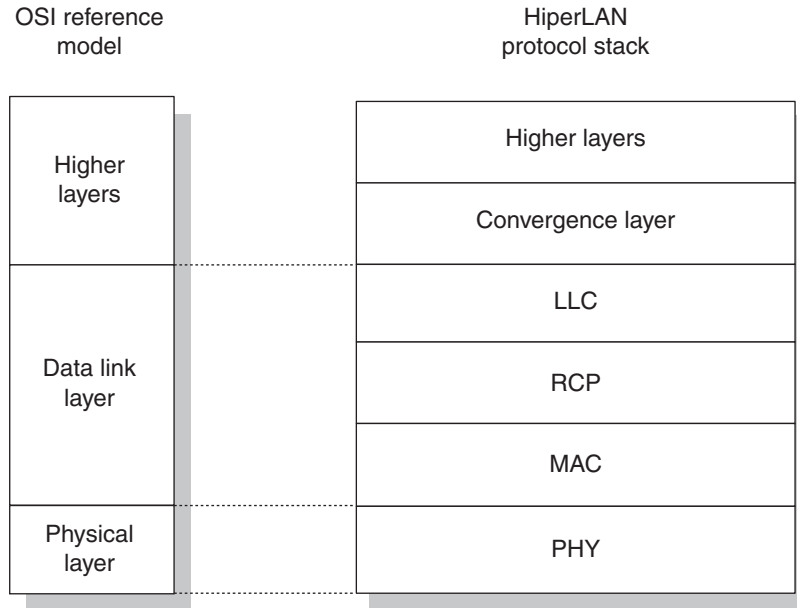 OSI reference
model
HiperLAN
protocol stack
Higher
layers
Data link
layer
Physical
layer
Higher layers
Convergence layer
LLC
RCP
MAC
PHY